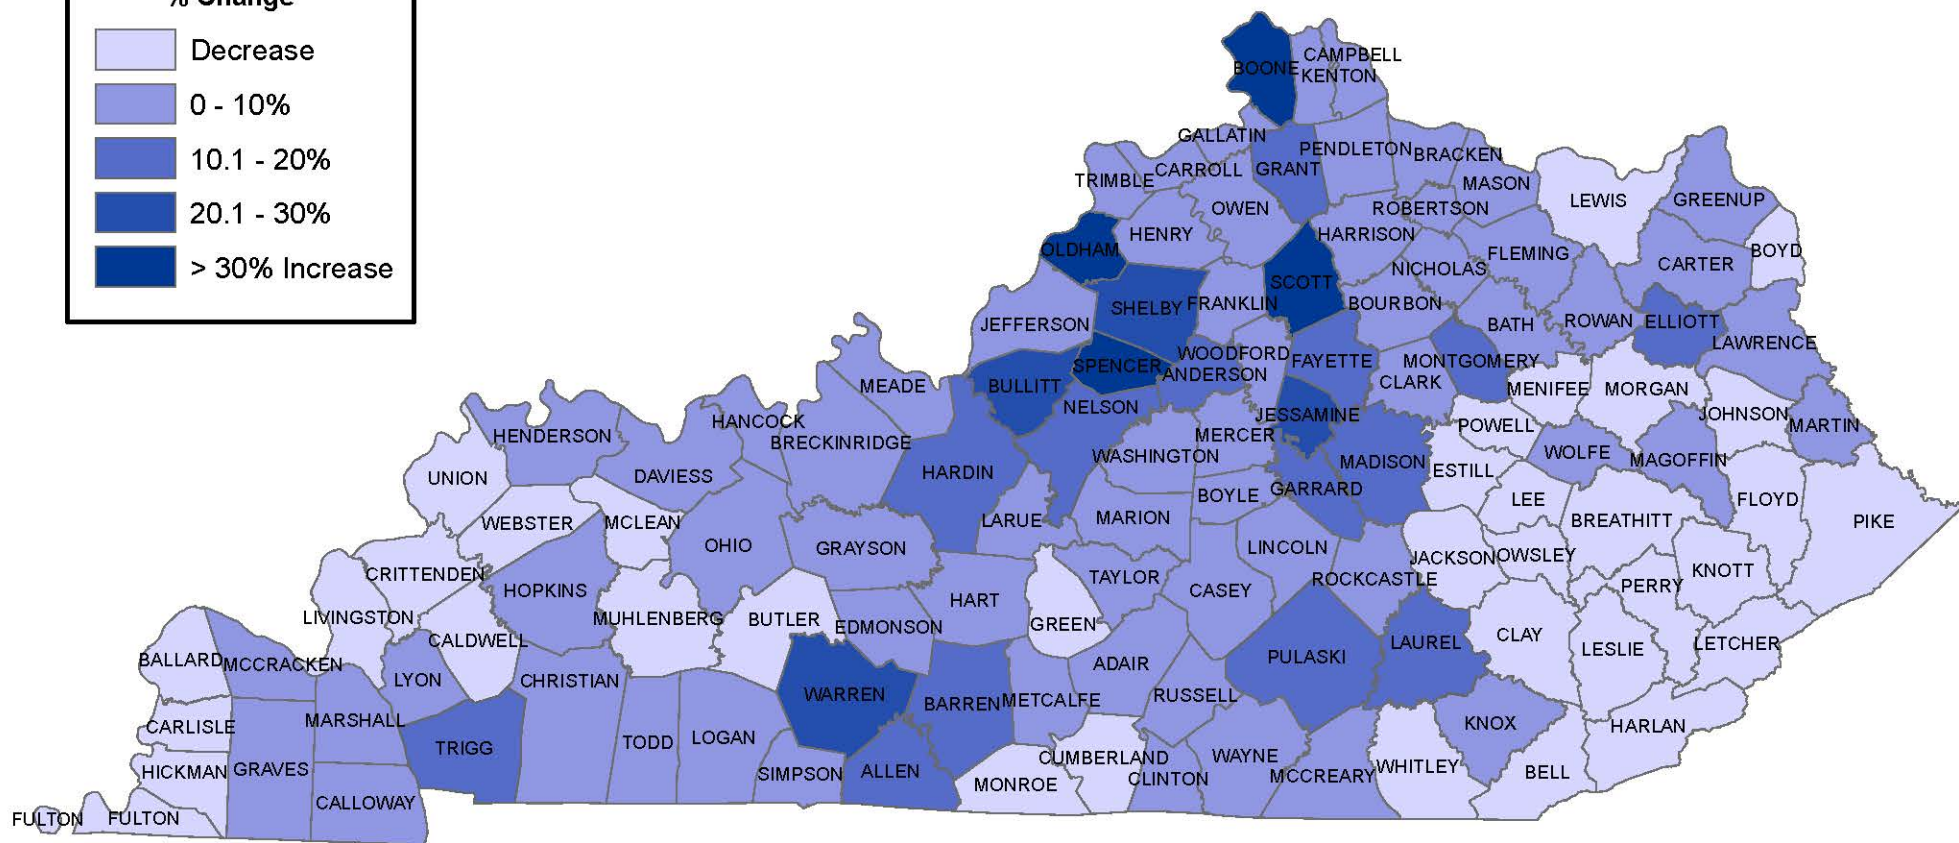 % Change
Decrease
0 - 10%
10.1 - 20%
20.1 - 30%
> 30% Increase
BOONE
CAMPBELL
KENTON
GALLATIN
CARROLL
GRANT
PENDLETON
BRACKEN
TRIMBLE
MASON
LEWIS
GREENUP
OWEN
ROBERTSON
HENRY
HARRISON
OLDHAM
FLEMING
BOYD
NICHOLAS
CARTER
SCOTT
SHELBY
FRANKLIN
BOURBON
JEFFERSON
BATH
ROWAN
ELLIOTT
LAWRENCE
WOODFORD
FAYETTE
MONTGOMERY
SPENCER
ANDERSON
CLARK
MEADE
BULLITT
MENIFEE
MORGAN
NELSON
JESSAMINE
JOHNSON
HANCOCK
POWELL
MARTIN
HENDERSON
BRECKINRIDGE
MERCER
WASHINGTON
MADISON
WOLFE
MAGOFFIN
UNION
DAVIESS
HARDIN
ESTILL
GARRARD
BOYLE
LEE
FLOYD
WEBSTER
MCLEAN
LARUE
MARION
BREATHITT
PIKE
OHIO
GRAYSON
LINCOLN
JACKSON
OWSLEY
CRITTENDEN
TAYLOR
ROCKCASTLE
KNOTT
HOPKINS
HART
CASEY
PERRY
LIVINGSTON
MUHLENBERG
BUTLER
EDMONSON
GREEN
CALDWELL
PULASKI
LAUREL
CLAY
LESLIE
LETCHER
BALLARD
MCCRACKEN
LYON
CHRISTIAN
WARREN
ADAIR
BARREN
METCALFE
RUSSELL
CARLISLE
MARSHALL
KNOX
HARLAN
TRIGG
TODD
LOGAN
CUMBERLAND
WAYNE
HICKMAN
GRAVES
SIMPSON
ALLEN
MONROE
CLINTON
MCCREARY
WHITLEY
BELL
CALLOWAY
FULTON
FULTON